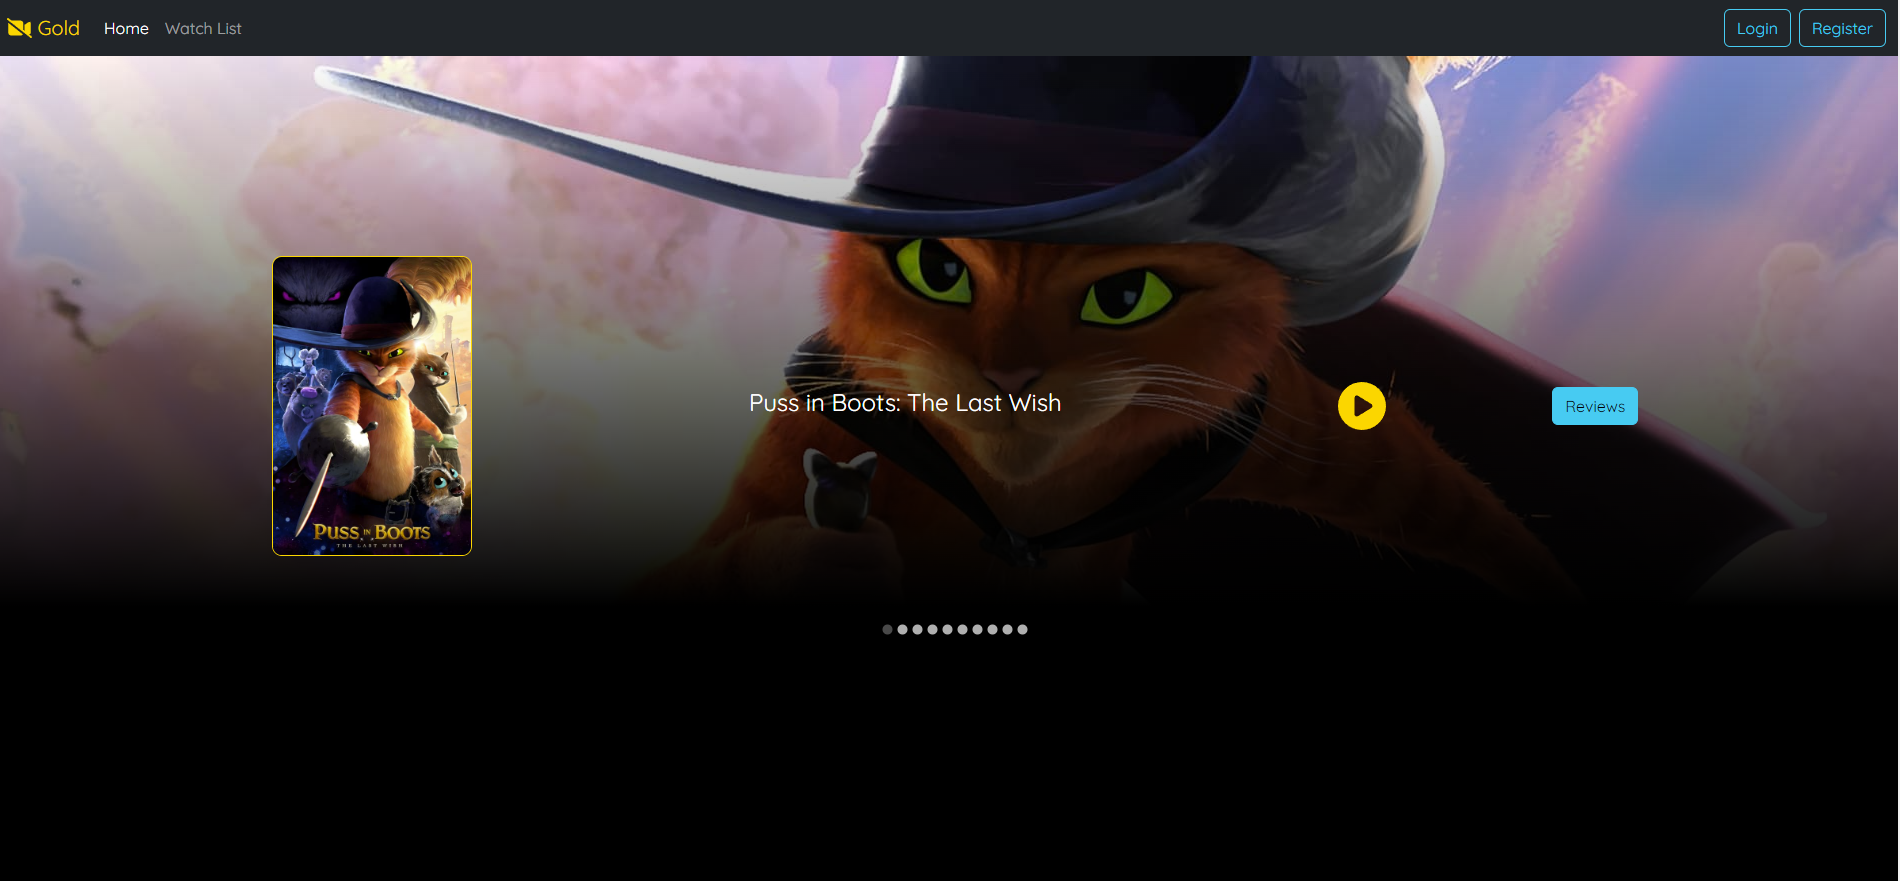 Gold Home Watch List Login Register
PUSS IN BOOTS
THE LAST WISH
Puss in Boots: The Last Wish
Reviews